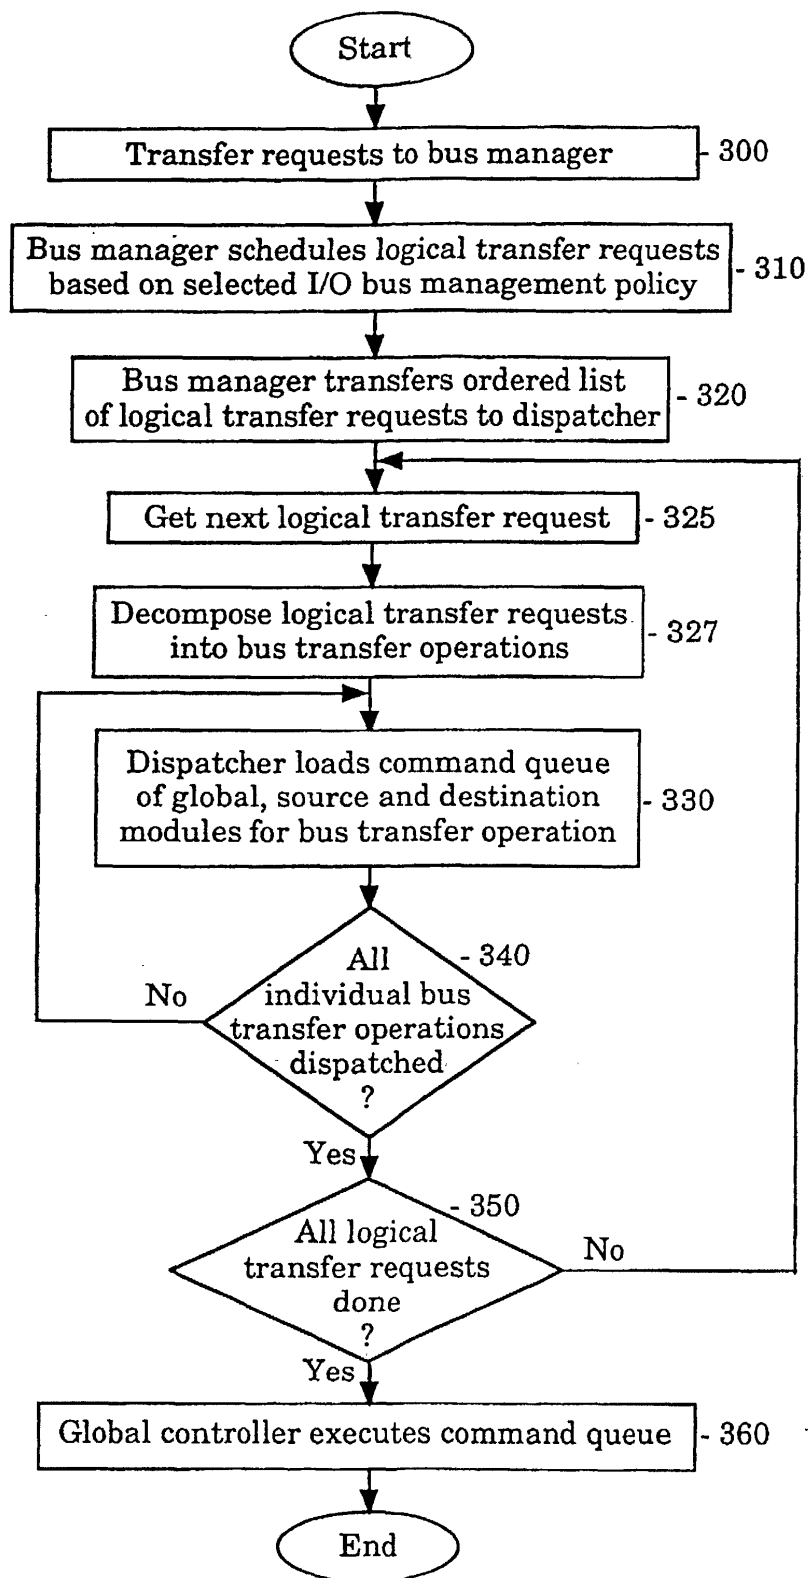 Start
Transfer requests to bus manager
- 300
Bus manager schedules logical transfer requests
based on selected I/O bus management policy
- 310
Bus manager transfers ordered list
of logical transfer requests to dispatcher
- 320
Get next logical transfer request
- 325
Decompose logical transfer requests
into bus transfer operations
- 327
Dispatcher loads command queue
of global, source and destination
modules for bus transfer operation
- 330
- 340
All
individual bus
transfer operations
dispatched
?
No
Yes
- 350
All logical
transfer requests
done
?
No
Yes
Global controller executes command queue
- 360
End